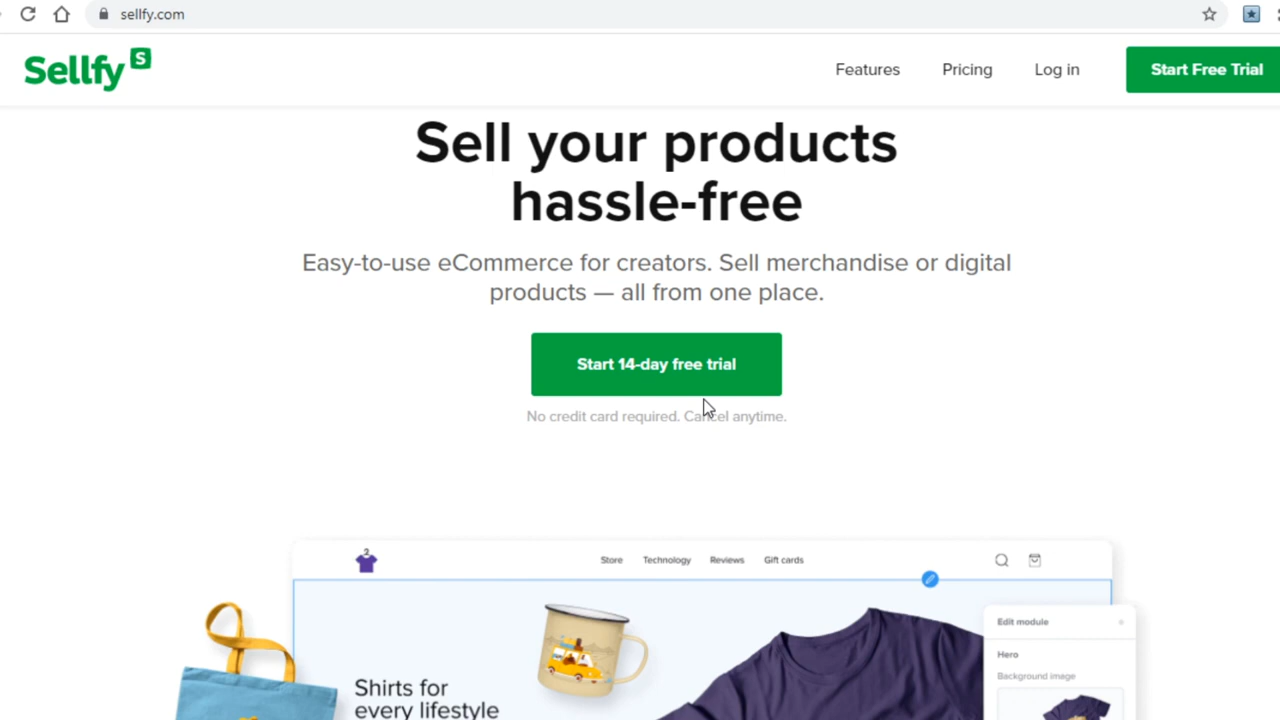 sellfy.com
Sellfy S
Features
Pricing
Log in
Start Free Trial
Sell your products
hassle-free
Easy-to-use eCommerce for creators. Sell merchandise or digital
products — all from one place.
Start 14-day free trial
No credit card required. Cancel anytime.
2
Store
Technology
Reviews
Gift cards
Edit module
Hero
Background image
Shirts for
every lifestyle